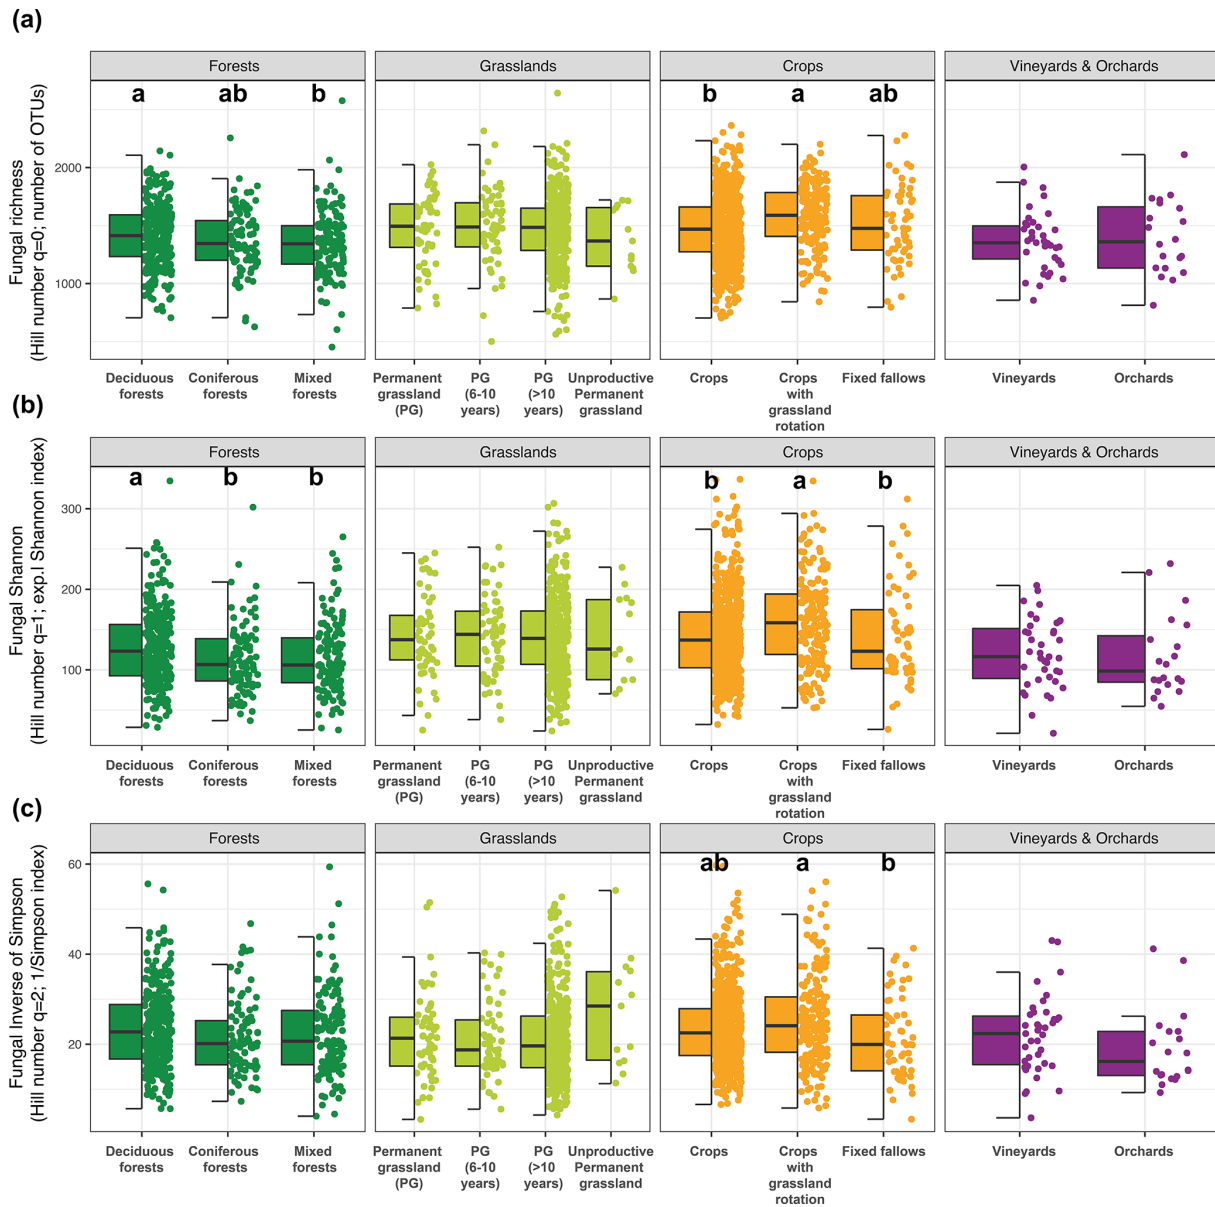 (a)
Forests
Grasslands
Crops
Vineyards & Orchards
Fungal richness
(Hill number q=0; number of OTUs)
2000
1000
a
ab
b
b
a
ab
Deciduous
forests
Coniferous
forests
Mixed
forests
Permanent
grassland
(PG)
PG
(6-10
years)
PG
(>10
years)
Unproductive
Permanent
grassland
Crops
Crops
with
grassland
rotation
Fixed fallows
Vineyards
Orchards
(b)
Forests
Grasslands
Crops
Vineyards & Orchards
Fungal Shannon
(Hill number q=1; exp.l Shannon index)
300
200
100
a
b
b
b
a
b
Deciduous
forests
Coniferous
forests
Mixed
forests
Permanent
grassland
(PG)
PG
(6-10
years)
PG
(>10
years)
Unproductive
Permanent
grassland
Crops
Crops
with
grassland
rotation
Fixed fallows
Vineyards
Orchards
(c)
Forests
Grasslands
Crops
Vineyards & Orchards
Fungal Inverse of Simpson
(Hill number q=2; 1/Simpson index)
60
40
20
ab
a
b
Deciduous
forests
Coniferous
forests
Mixed
forests
Permanent
grassland
(PG)
PG
(6-10
years)
PG
(>10
years)
Unproductive
Permanent
grassland
Crops
Crops
with
grassland
rotation
Fixed fallows
Vineyards
Orchards